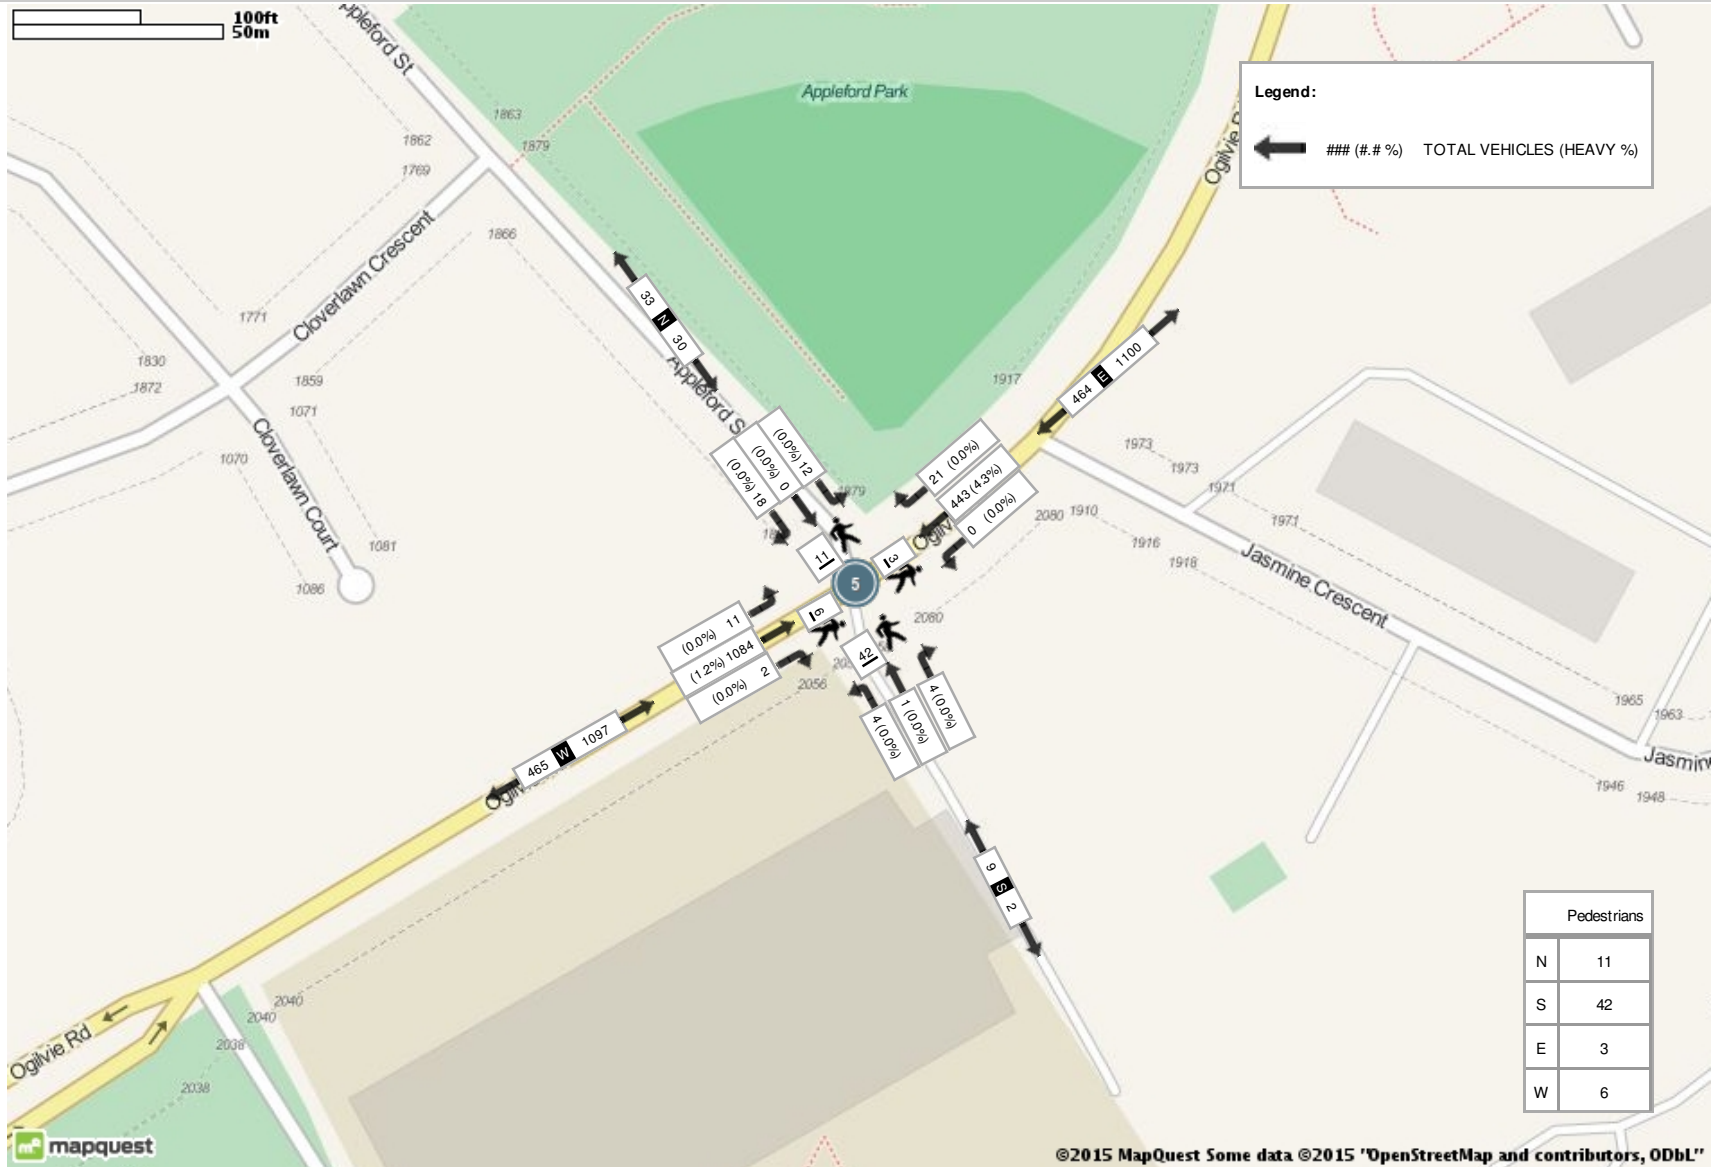 100ft
50m
ppleford St
Appleford Park
Ogilvie R
Legend:
### (#.# %) TOTAL VEHICLES (HEAVY %)
1863
1862
1879
1769
1866
Cloverlawn Crescent
1771
1830
1872
1859
1071
1070
Cloverlawn Court
1081
1086
33 N 30
Appleford S
464 E 1100
1917
(0.0%) 12
(0.0%) 0
(0.0%) 18
1879
21 (0.0%)
443 (4.3%)
0 (0.0%)
Ogilv
1973
1973
1971
1971
2080
1910
1916
1918
Jasmine Crescent
11
3
5
6
42
2080
(0.0%) 11
(1.2%) 1084
(0.0%) 2
2056
4 (0.0%)
1 (0.0%)
4 (0.0%)
465 W 1097
Ogilv
1965
1963
Jasmin
1946
1948
9 S 2
Pedestrians
N 11
S 42
E 3
W 6
2040
2040
2038
2038
Ogilvie Rd
mapquest
©2015 MapQuest Some data ©2015 "OpenStreetMap and contributors, ODbL"